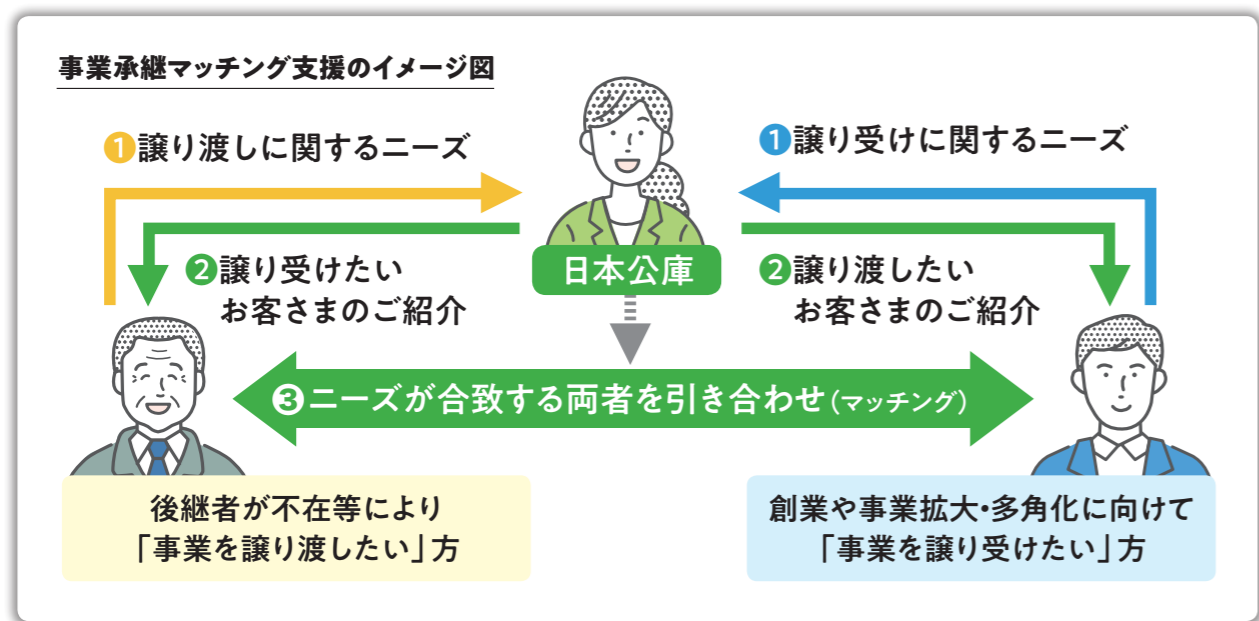 事業承継マッチング支援のイメージ図
❶譲り渡しに関するニーズ
❶譲り受けに関するニーズ
❷譲り受けたい
お客さまのご紹介
日本公庫
❷譲り渡したい
お客さまのご紹介
❸ニーズが合致する両者を引き合わせ(マッチング)
後継者が不在等により
「事業を譲り渡したい」方
創業や事業拡大・多角化に向けて
「事業を譲り受けたい」方